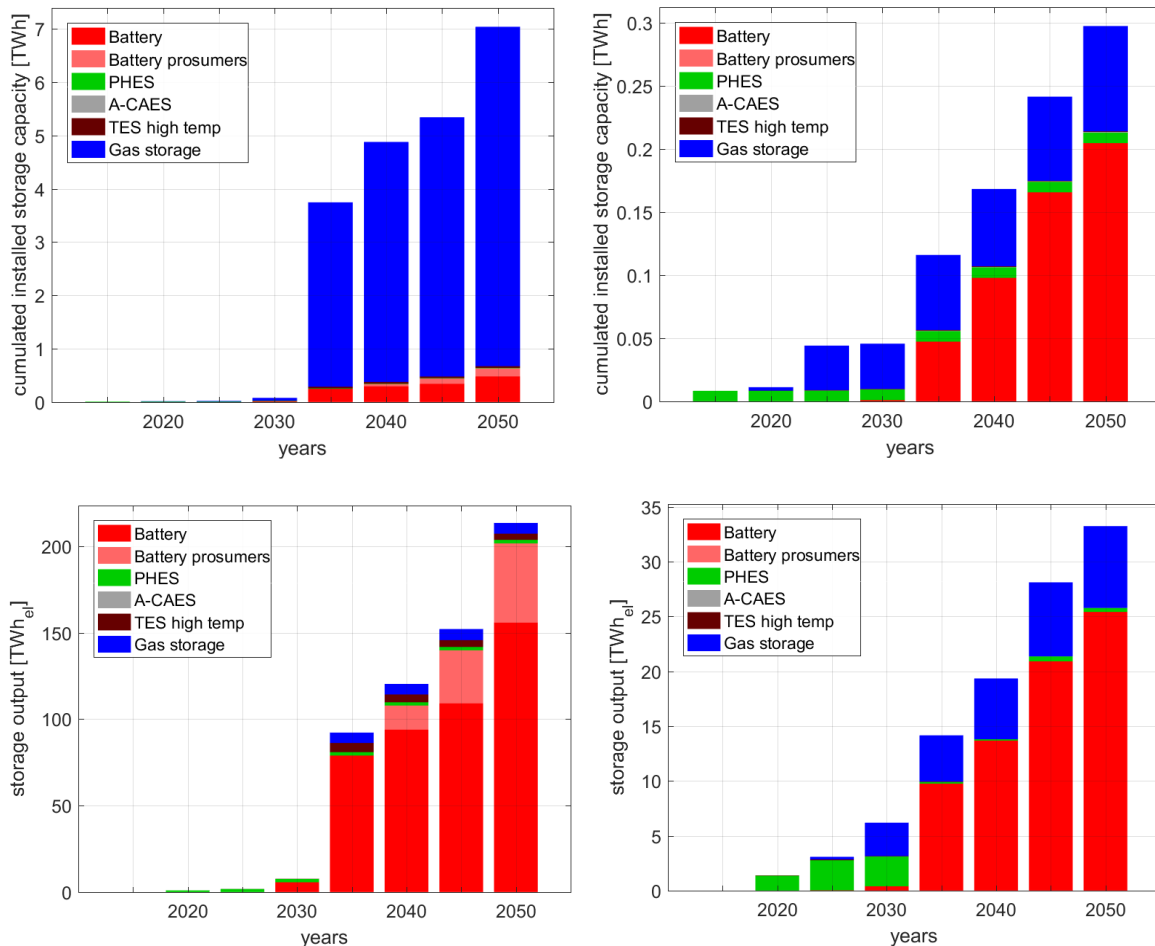 cumulated installed storage capacity [TWh]
7
6
5
4
3
2
1
0
Battery
Battery prosumers
PHES
A-CAES
TES high temp
Gas storage
2020 2030 2040 2050
years
cumulated installed storage capacity [TWh]
0.3
0.25
0.2
0.15
0.1
0.05
0
Battery
Battery prosumers
PHES
A-CAES
TES high temp
Gas storage
2020 2030 2040 2050
years
storage output [TWh_el]
200
150
100
50
0
Battery
Battery prosumers
PHES
A-CAES
TES high temp
Gas storage
2020 2030 2040 2050
years
storage output [TWh_el]
35
30
25
20
15
10
5
0
Battery
Battery prosumers
PHES
A-CAES
TES high temp
Gas storage
2020 2030 2040 2050
years